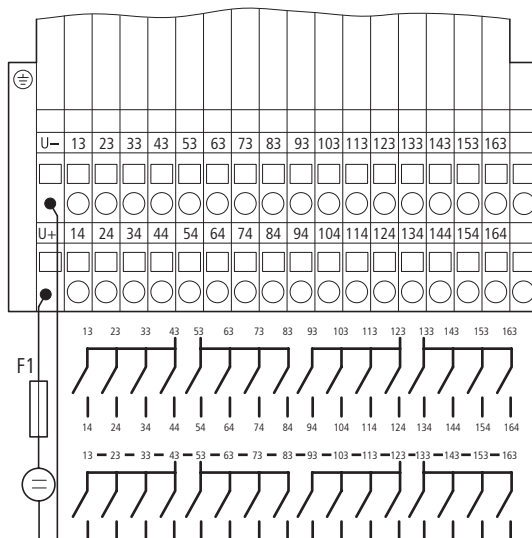 U− 13 23 33 43 53 63 73 83 93 103 113 123 133 143 153 163
U+ 14 24 34 44 54 64 74 84 94 104 114 124 134 144 154 164
13 23 33 43 53 63 73 83 93 103 113 123 133 143 153 163
F1
14 24 34 44 54 64 74 84 94 104 114 124 134 144 154 164
13 23 33 43 53 63 73 83 93 103 113 123 133 143 153 163